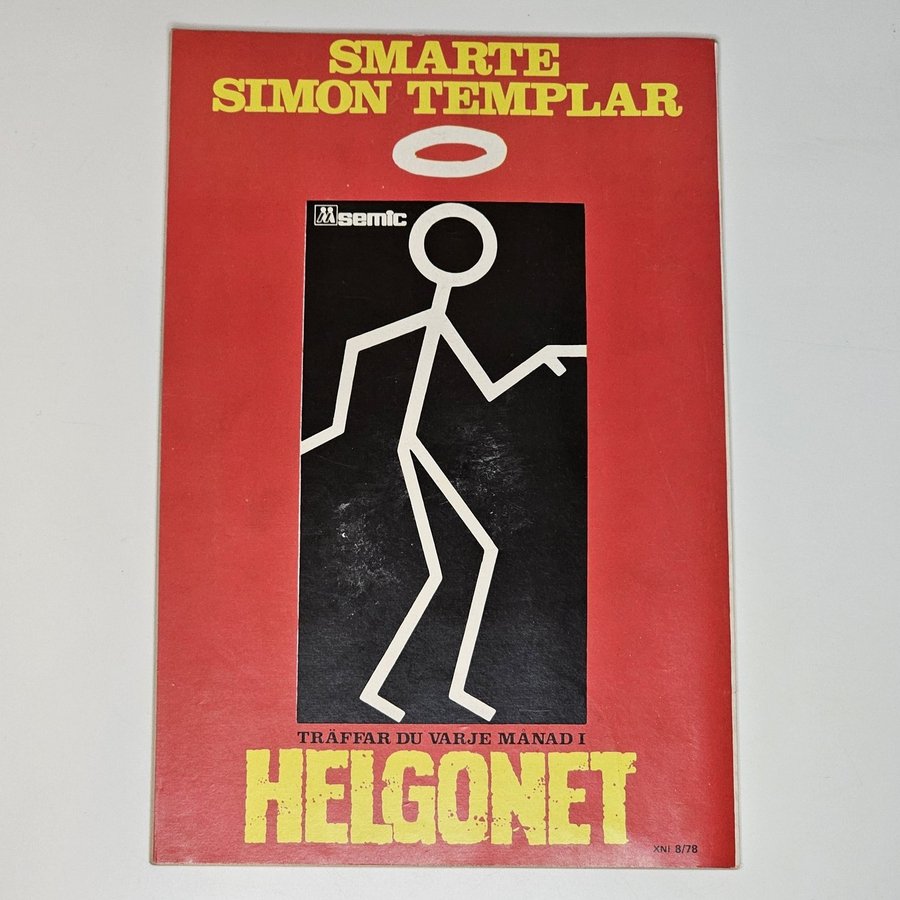 SMARTE
SIMON TEMPLAR
semic
TRÄFFAR DU VARJE MÅNAD I
HELGONET
XNI 8/78